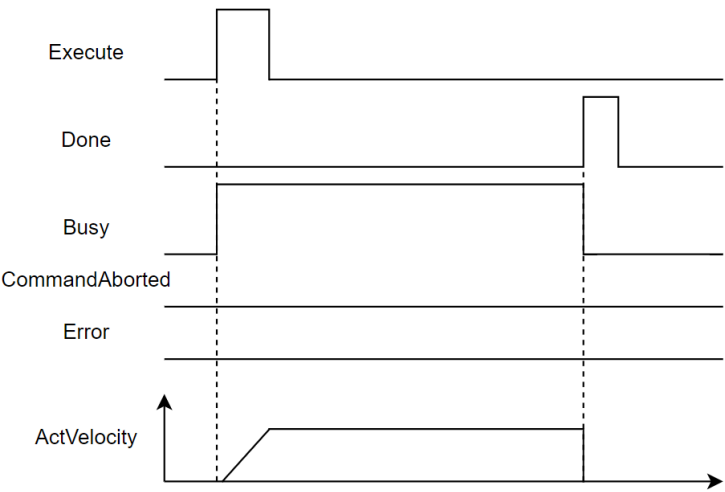 Execute
Done
Busy
CommandAborted
Error
ActVelocity